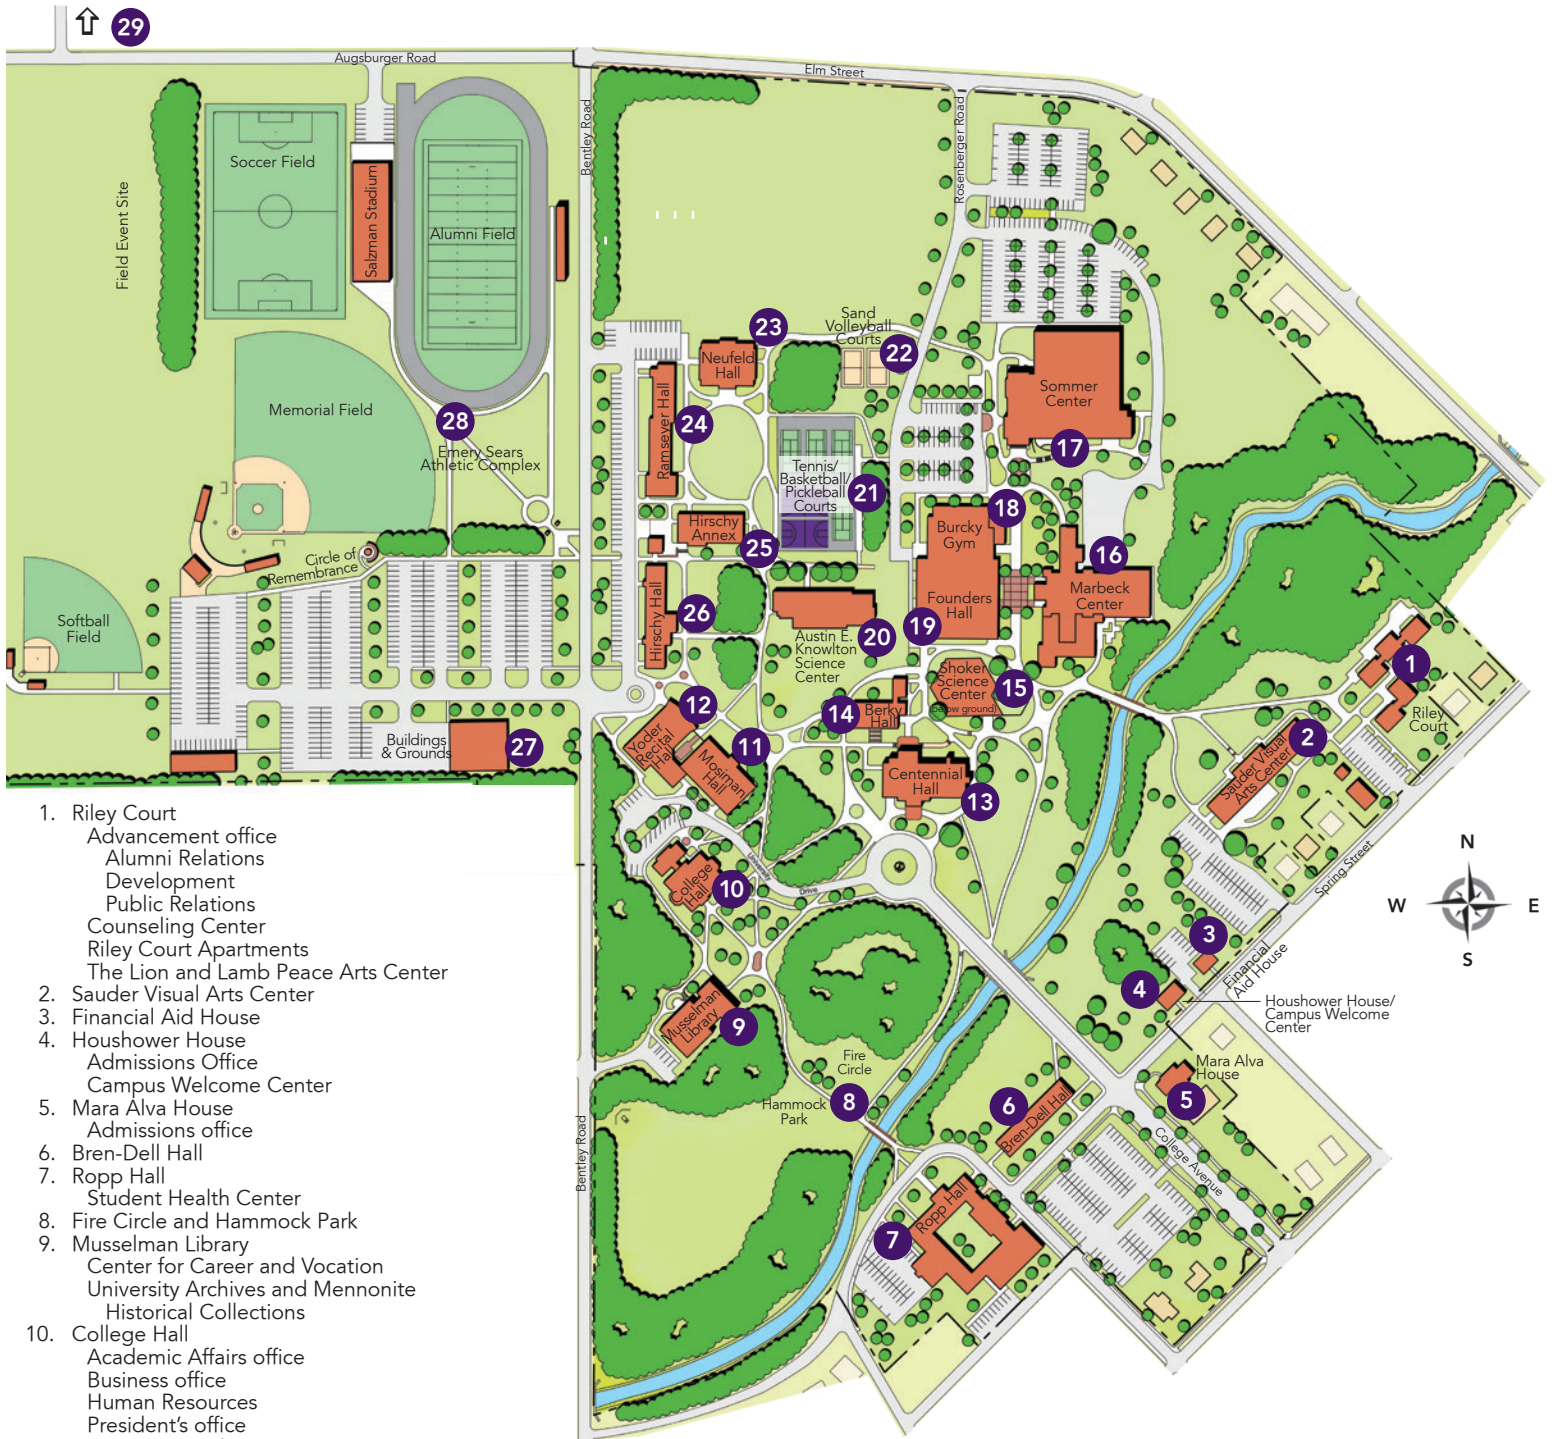 29
Augsburger Road
Elm Street
Bentley Road
Rosenberger Road
Soccer Field
Salzman Stadium
Alumni Field
Field Event Site
Sand
Volleyball
Courts
23
22
Neufeld
Hall
Sommer
Center
Memorial Field
28
Emery Sears
Athletic Complex
Ramseyer Hall
24
17
Tennis/
Basketball/
Pickleball
Courts
21
18
Hirschy
Annex
25
Burcky
Gym
16
Circle of
Remembrance
Marbeck
Center
Founders
Hall
Hirschy Hall
26
19
20
Austin E.
Knowlton
Science
Center
Softball
Field
Shoker
Science
Center
(below ground)
15
1
Riley
Court
12
14
Berky
Hall
Yoder
Recital
Hall
11
Mosiman
Hall
Buildings
& Grounds
27
2
Sauder Visual
Arts Center
Centennial
Hall
13
University
Drive
College
Hall
10
Spring Street
N
W
E
S
3
Financial
Aid House
4
Houshower House/
Campus Welcome
Center
Musselman
Library
9
Fire
Circle
Hammock
Park
8
6
Bren-Dell Hall
Mara Alva
House
5
College Avenue
Bentley Road
Ropp Hall
7
1. Riley Court
Advancement office
Alumni Relations
Development
Public Relations
Counseling Center
Riley Court Apartments
The Lion and Lamb Peace Arts Center
2. Sauder Visual Arts Center
3. Financial Aid House
4. Houshower House
Admissions Office
Campus Welcome Center
5. Mara Alva House
Admissions office
6. Bren-Dell Hall
7. Ropp Hall
Student Health Center
8. Fire Circle and Hammock Park
9. Musselman Library
Center for Career and Vocation
University Archives and Mennonite
Historical Collections
10. College Hall
Academic Affairs office
Business office
Human Resources
President's office